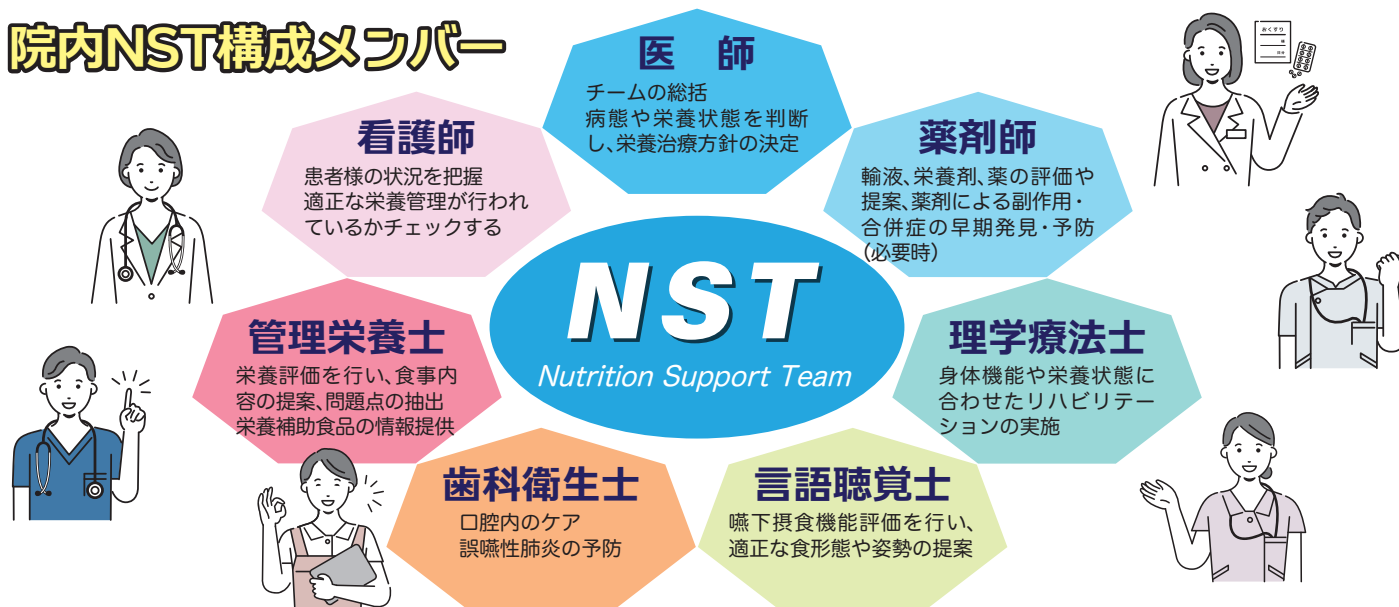 院内NST構成メンバー
医 師
チームの総括
病態や栄養状態を判断
し、栄養治療方針の決定
看護師
患者様の状況を把握
適正な栄養管理が行われ
ているかチェックする
薬剤師
輸液、栄養剤、薬の評価や
提案、薬剤による副作用・
合併症の早期発見・予防
(必要時)
おくすり
NST
Nutrition Support Team
管理栄養士
栄養評価を行い、食事内
容の提案、問題点の抽出
栄養補助食品の情報提供
理学療法士
身体機能や栄養状態に
合わせたリハビリテー
ションの実施
歯科衛生士
口腔内のケア
誤嚥性肺炎の予防
言語聴覚士
嚥下摂食機能評価を行い、
適正な食形態や姿勢の提案